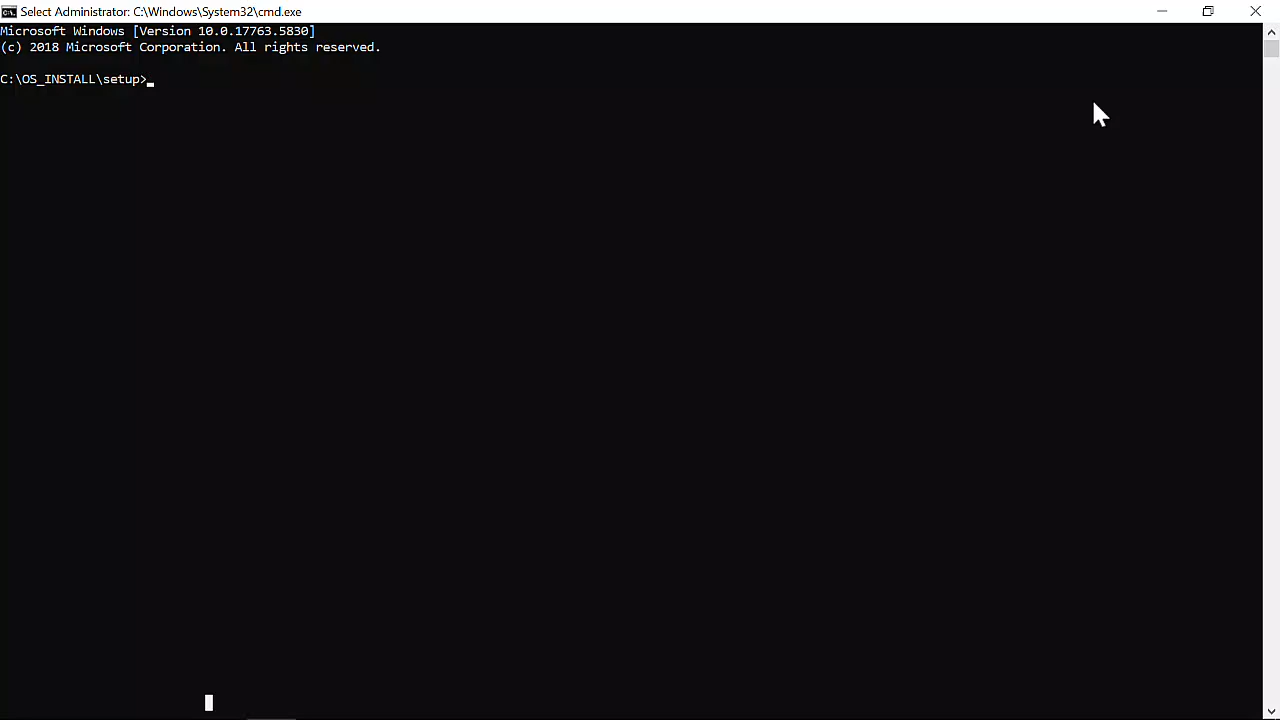 Select Administrator: C:\Windows\System32\cmd.exe
Microsoft Windows [Version 10.0.17763.5830]
(c) 2018 Microsoft Corporation. All rights reserved.
C:\OS_INSTALL\setup>